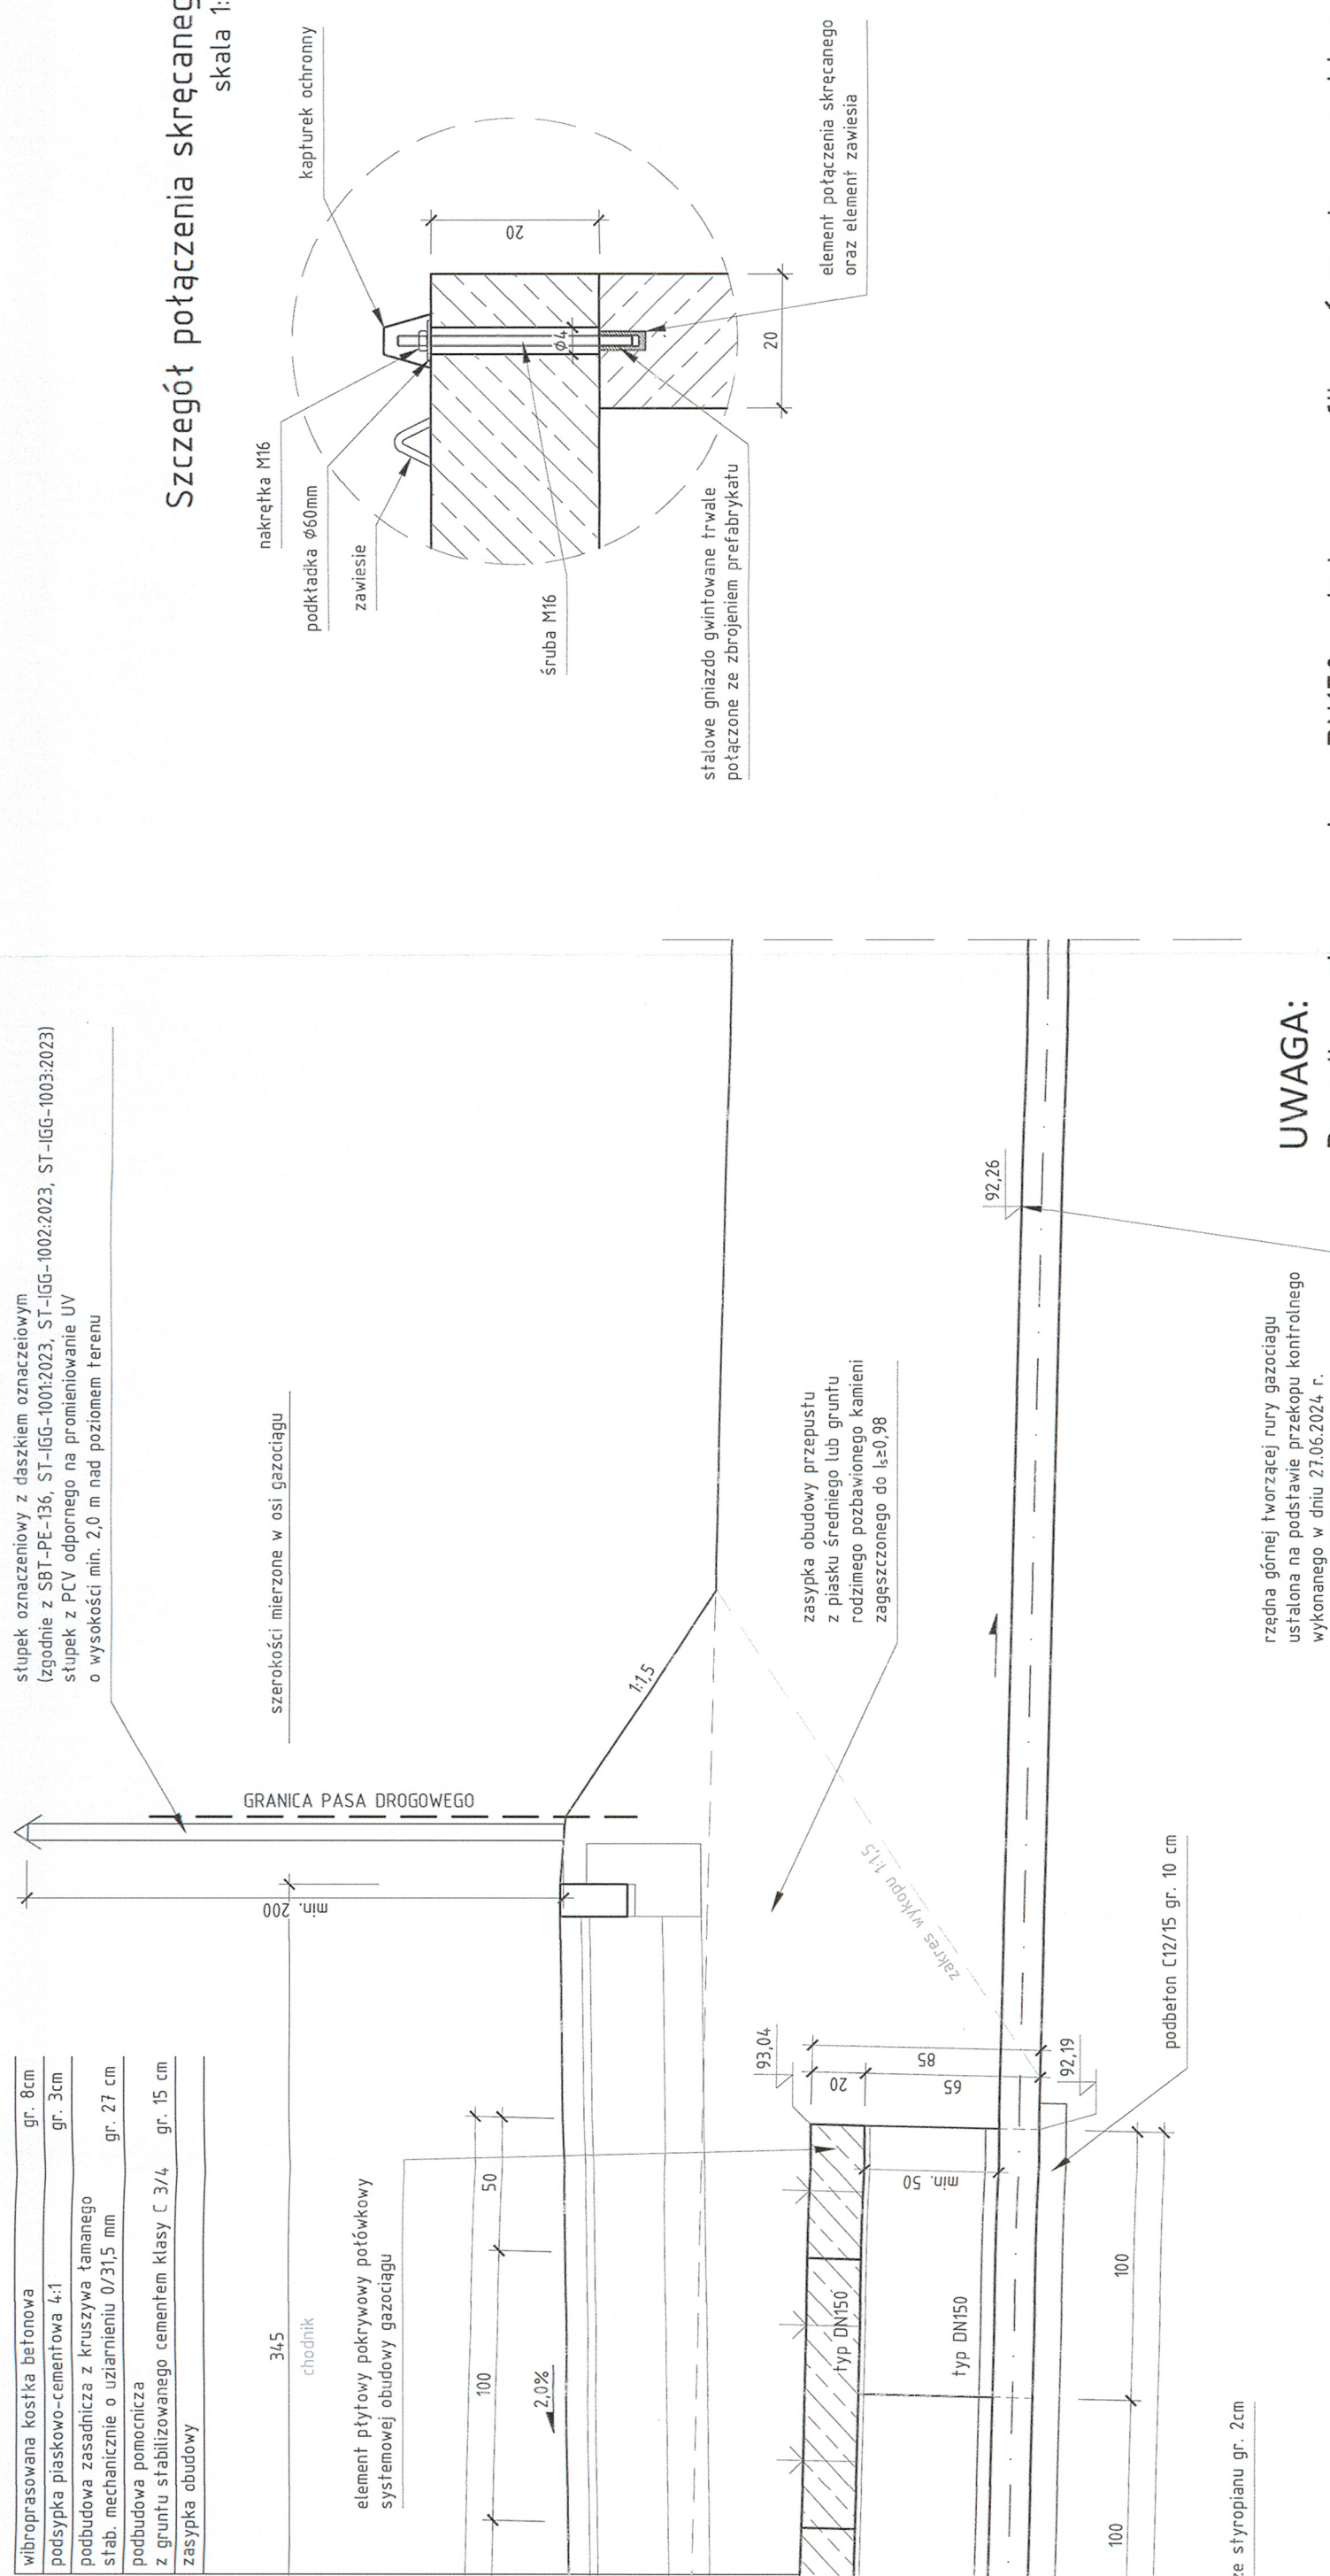 Szczegół połączenia skręcaneg
skala 1:
kapturek ochronny
nakrętka M16
podkładka Ø60mm
zawiesie
śruba M16
stalowe gniazdo gwintowane trwale
połączone ze zbrojeniem prefabrykatu
element połączenia skręcanego
oraz element zawiesia
20
20
Ø4
słupek oznaczeniowy z daszkiem oznaczeiowym
(zgodnie z SBT-PE-136, ST-IGG-1001:2023, ST-IGG-1002:2023, ST-IGG-1003:2023)
słupek z PCV odpornego na promieniowanie UV
o wysokości min. 2,0 m nad poziomem terenu
szerokości mierzone w osi gazociągu
GRANICA PASA DROGOWEGO
min. 200
1:1,5
wibroprasowana kostka betonowa gr. 8cm
podsypka piaskowo-cementowa 4:1 gr. 3cm
podbudowa zasadnicza z kruszywa łamanego
stab. mechanicznie o uziarnieniu 0/31,5 mm gr. 27 cm
podbudowa pomocnicza
z gruntu stabilizowanego cementem klasy C 3/4 gr. 15 cm
zasypka obudowy
345
chodnik
element płytowy pokrywowy połówkowy
systemowej obudowy gazociągu
50
100
2,0%
zasypka obudowy przepustu
z piasku średniego lub gruntu
rodzimego pozbawionego kamieni
zagęszczonego do Is≥0,98
zakres wykopu 1:1,5
93,04
20
85
65
92,19
min. 50
typ DN150
typ DN150
100
100
podbeton C12/15 gr. 10 cm
92,26
rzędna górnej tworzącej rury gazociągu
ustalona na podstawie przekopu kontrolnego
wykonanego w dniu 27.06.2024 r.
UWAGA:
ze styropianu gr. 2cm